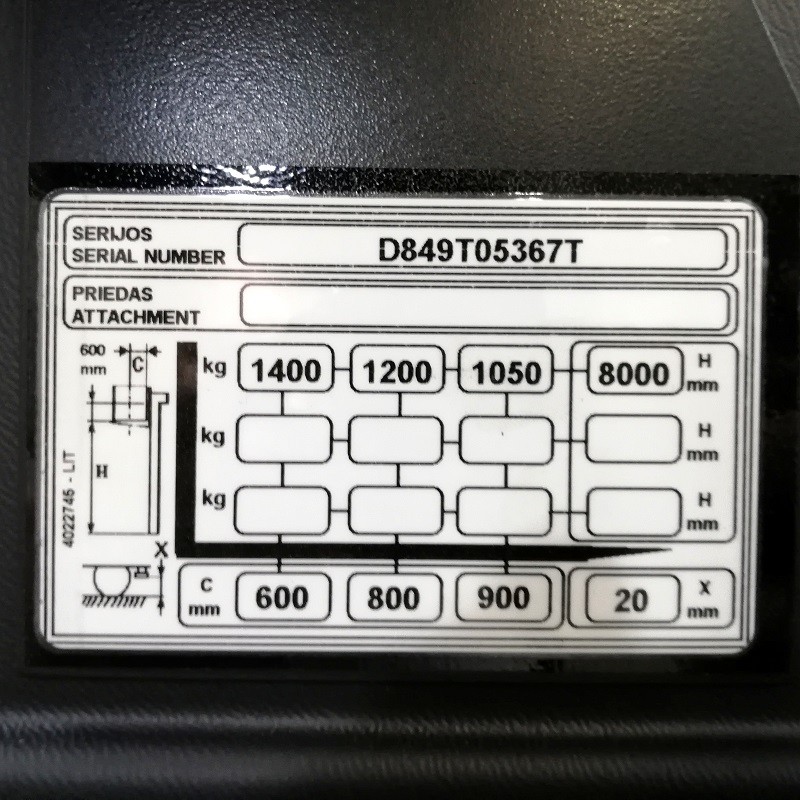 SERIJOS
SERIAL NUMBER D849T05367T
PRIEDAS
ATTACHMENT
600 mm C
kg 1400 1200 1050 8000 H mm
kg H mm
kg H mm
H
4022746 - LIT
X
C mm 600 800 900 20 X mm